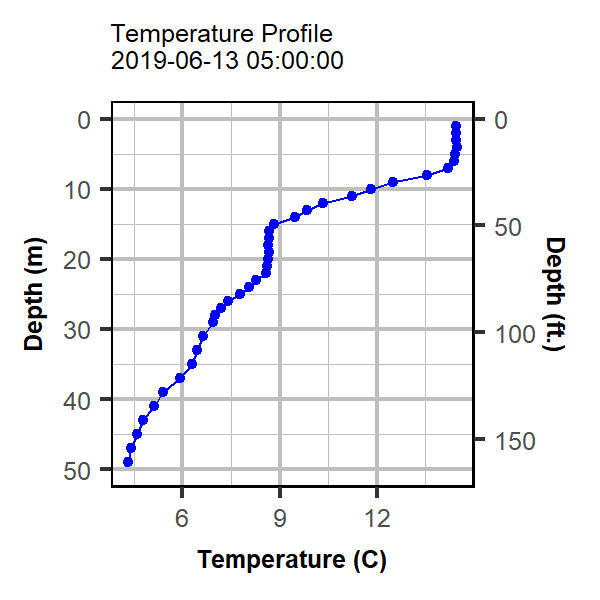 Temperature Profile
2019-06-13 05:00:00
0
10
20
30
40
50
Depth (m)
0
50
100
150
Depth (ft.)
6 9 12
Temperature (C)